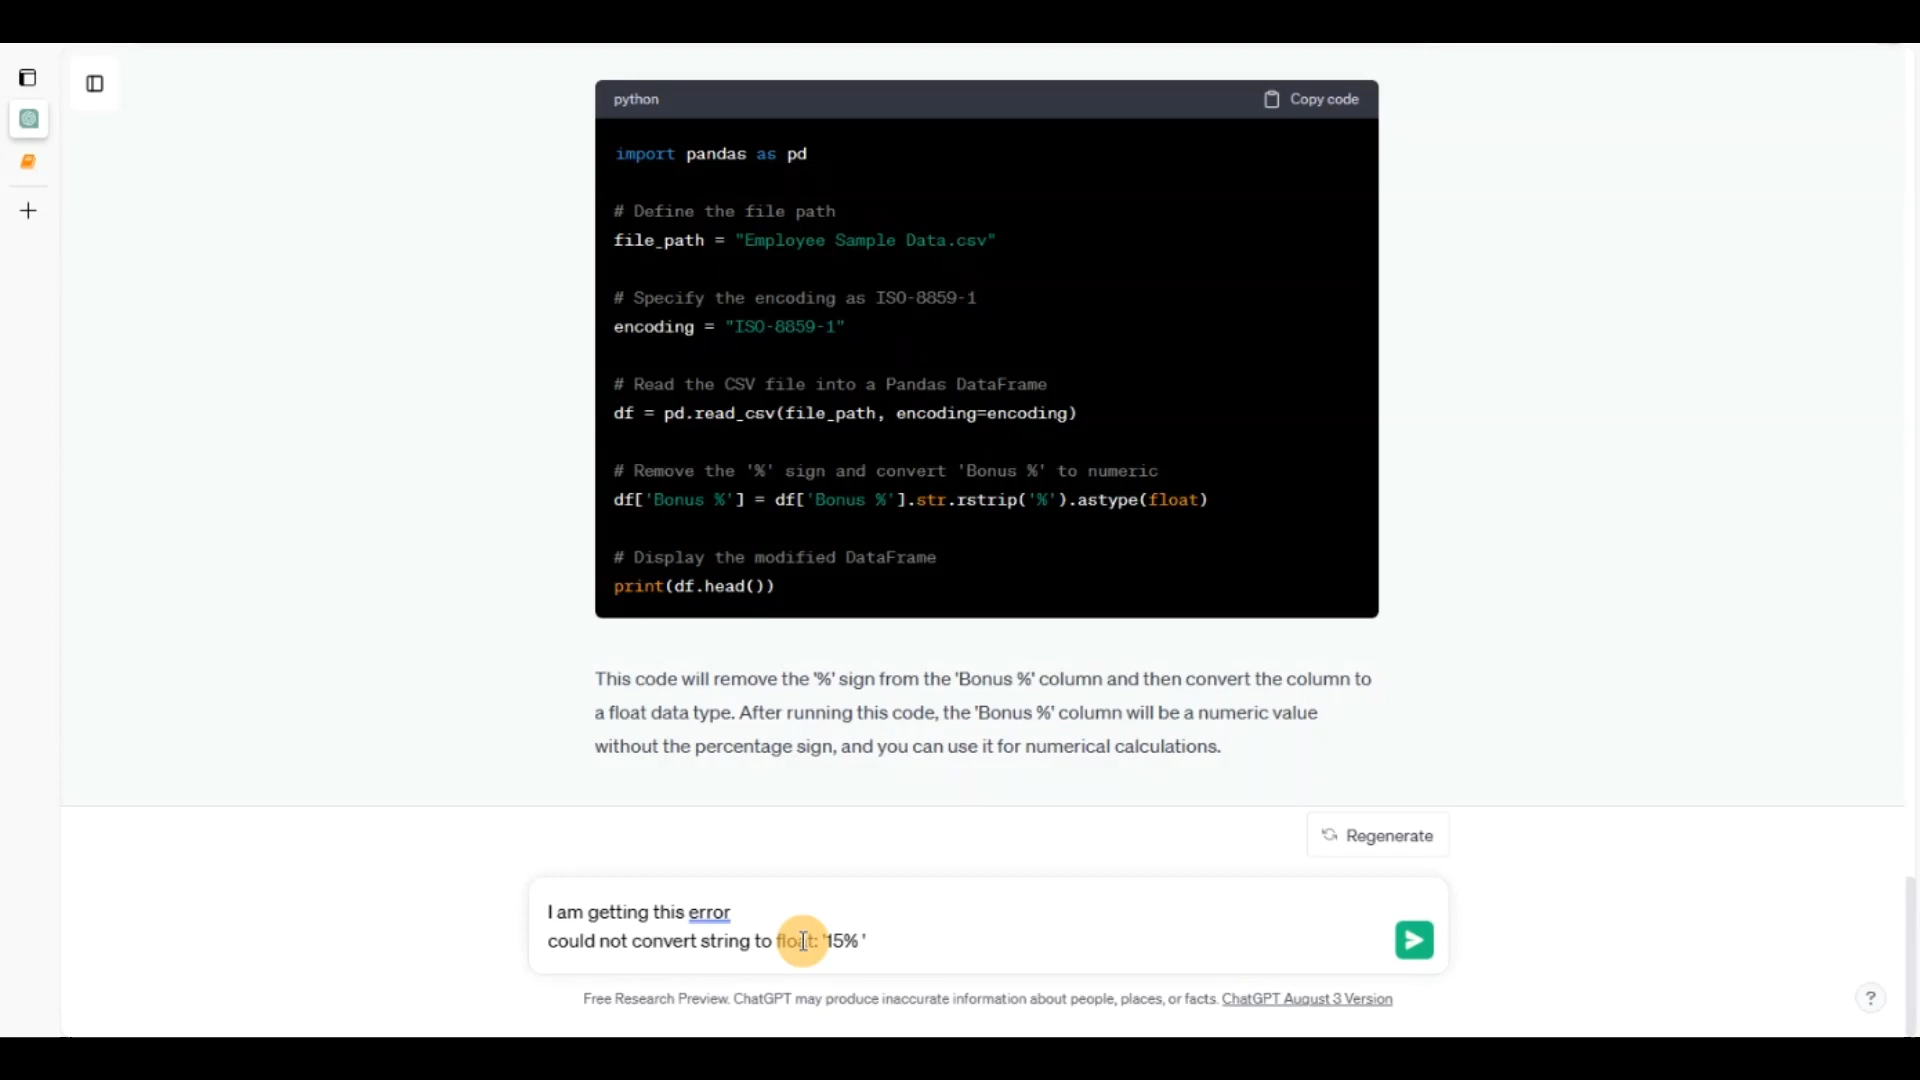 python
Copy code
import pandas as pd
# Define the file path
file_path = "Employee Sample Data.csv"
# Specify the encoding as ISO-8859-1
encoding = "ISO-8859-1"
# Read the CSV file into a Pandas DataFrame
df = pd.read_csv(file_path, encoding=encoding)
# Remove the '%' sign and convert 'Bonus %' to numeric
df['Bonus %'] = df['Bonus %'].str.rstrip('%').astype(float)
# Display the modified DataFrame
print(df.head())
This code will remove the '%' sign from the 'Bonus %' column and then convert the column to
a float data type. After running this code, the 'Bonus %' column will be a numeric value
without the percentage sign, and you can use it for numerical calculations.
Regenerate
I am getting this error
could not convert string to float: '15% '
Free Research Preview. ChatGPT may produce inaccurate information about people, places, or facts. ChatGPT August 3 Version
?